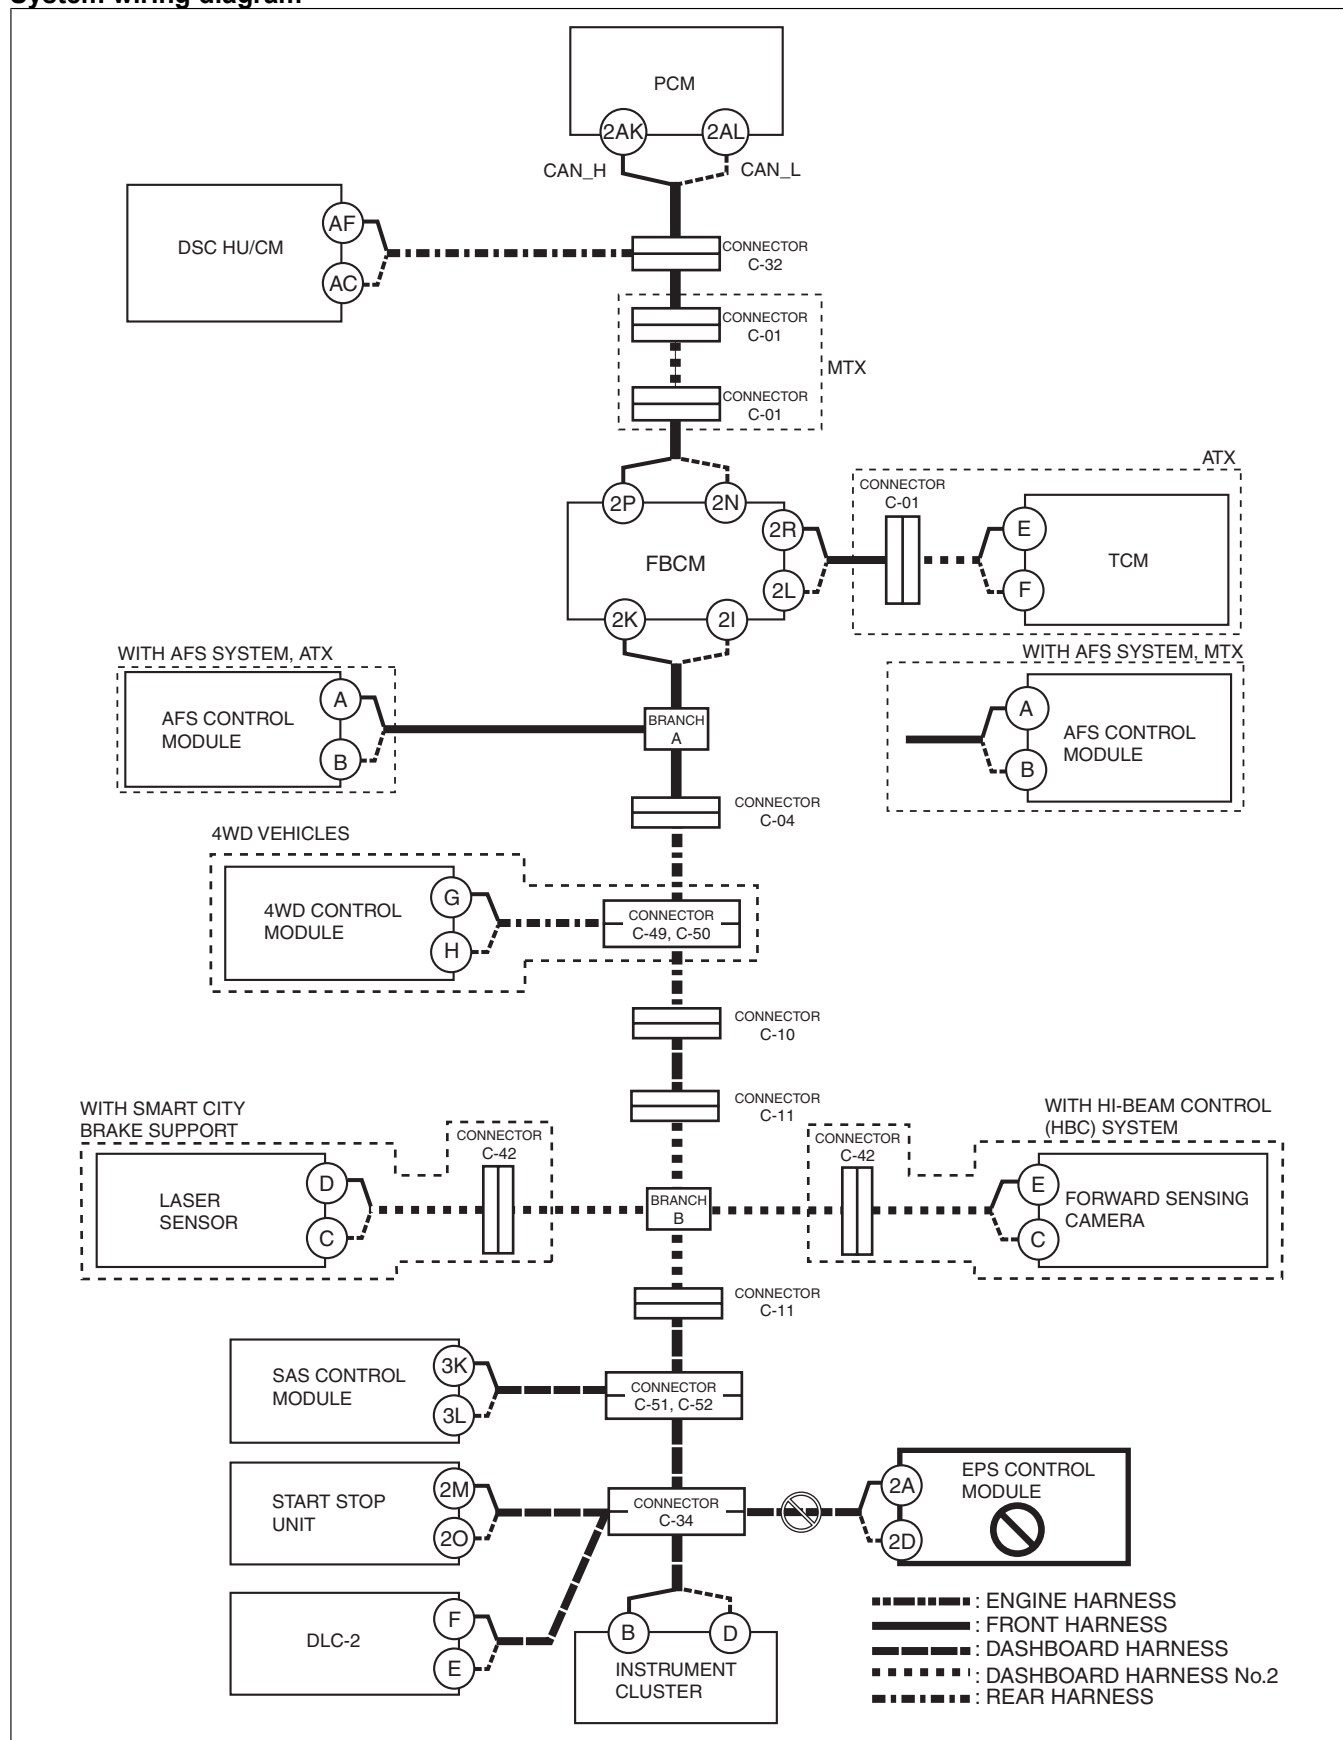 System wiring diagram
PCM
2AK
2AL
CAN_H
CAN_L
DSC HU/CM
AF
AC
CONNECTOR
C-32
CONNECTOR
C-01
MTX
CONNECTOR
C-01
ATX
CONNECTOR
C-01
2P
2N
2R
FBCM
2L
2K
2I
E
TCM
F
WITH AFS SYSTEM, ATX
AFS CONTROL
MODULE
A
B
BRANCH
A
WITH AFS SYSTEM, MTX
A
AFS CONTROL
MODULE
B
CONNECTOR
C-04
4WD VEHICLES
4WD CONTROL
MODULE
G
H
CONNECTOR
C-49, C-50
CONNECTOR
C-10
CONNECTOR
C-11
WITH SMART CITY
BRAKE SUPPORT
CONNECTOR
C-42
LASER
SENSOR
D
C
BRANCH
B
WITH HI-BEAM CONTROL
(HBC) SYSTEM
CONNECTOR
C-42
E
FORWARD SENSING
CAMERA
C
CONNECTOR
C-11
SAS CONTROL
MODULE
3K
3L
CONNECTOR
C-51, C-52
START STOP
UNIT
2M
2O
CONNECTOR
C-34
2A
2D
EPS CONTROL
MODULE
DLC-2
F
E
B
D
INSTRUMENT
CLUSTER
: ENGINE HARNESS
: FRONT HARNESS
: DASHBOARD HARNESS
: DASHBOARD HARNESS No.2
: REAR HARNESS